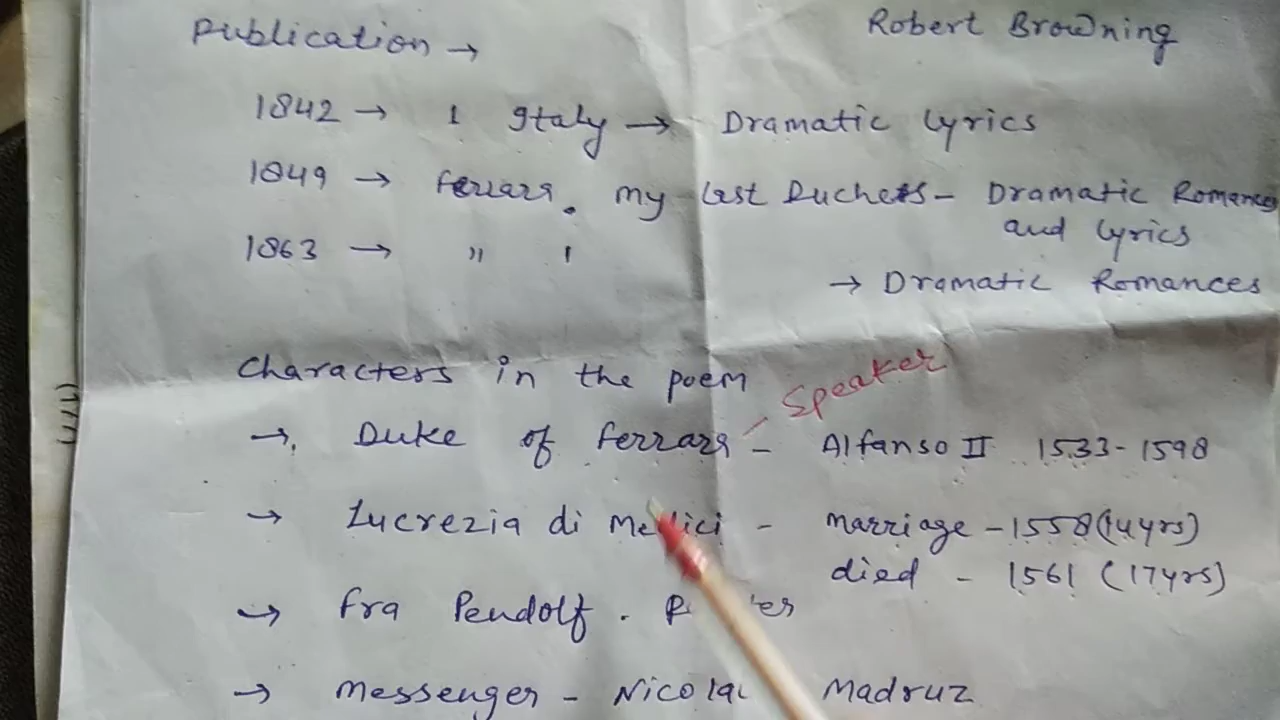 Publication → Robert Browning
1842 → 1 Italy → Dramatic Lyrics
1849 → Ferrara. My Last Duchess - Dramatic Romances
and Lyrics
1863 → " 1
→ Dramatic Romances
Characters in the poem
Speaker
→ Duke of Ferrara - Alfanso II 1533-1598
→ Lucrezia di Medici - marriage - 1558 (14yrs)
died - 1561 (17yrs)
→ Fra Pendolf.
→ Messenger - Madruz